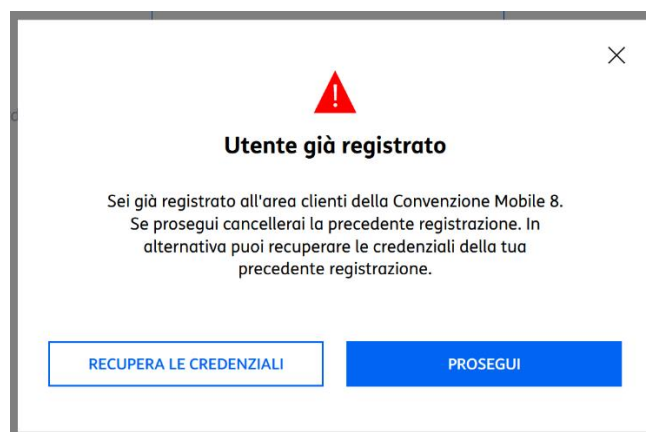 Utente già registrato
Sei già registrato all'area clienti della Convenzione Mobile 8.
Se prosegui cancellerai la precedente registrazione. In
alternativa puoi recuperare le credenziali della tua
precedente registrazione.
RECUPERA LE CREDENZIALI
PROSEGUI